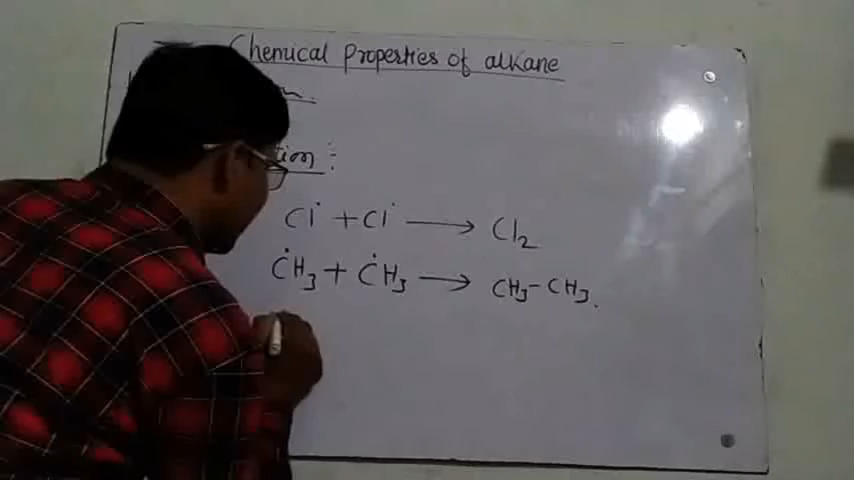 Chemical Properties of alkane
Cl˙ + Cl˙ ⟶ Cl₂
ĊH₃ + ĊH₃ ⟶ CH₃-CH₃.